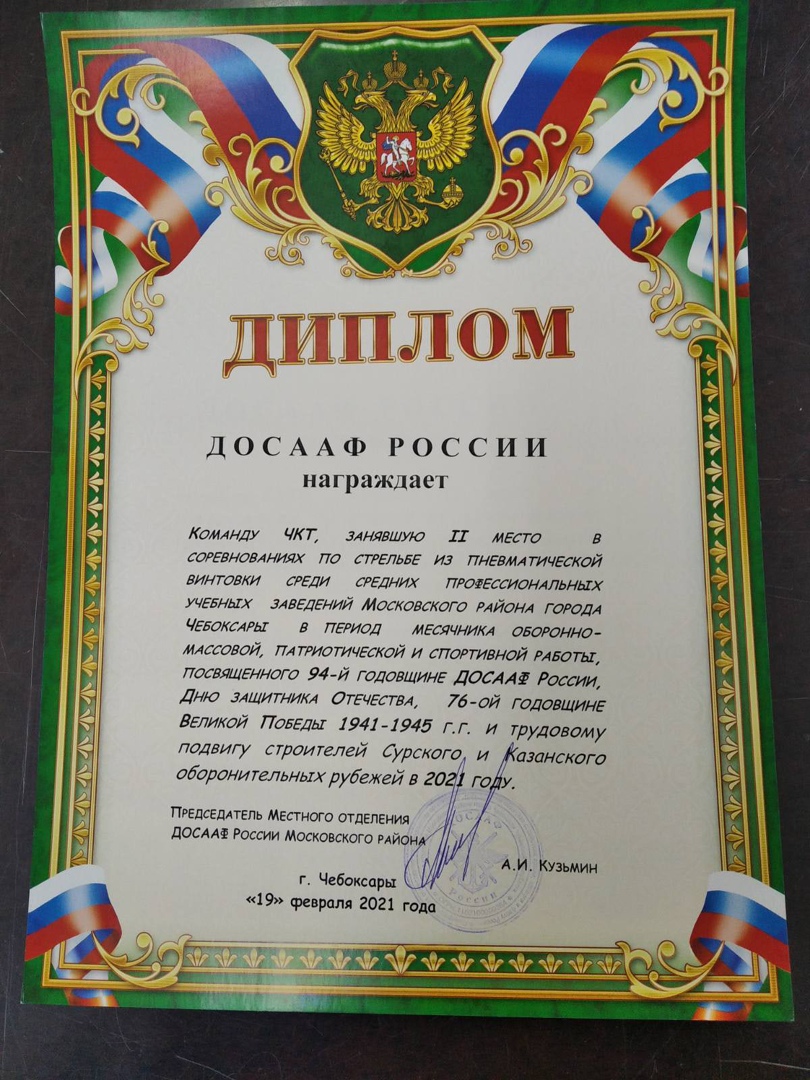 ДИПЛОМ
ДОСААФ РОССИИ
награждает
Команду ЧКТ, занявшую II место в
соревнованиях по стрельбе из пневматической
винтовки среди средних профессиональных
учебных заведений Московского района города
Чебоксары в период месячника оборонно-
массовой, патриотической и спортивной работы,
посвященного 94-й годовщине ДОСААФ России,
Дню защитника Отечества, 76-ой годовщине
Великой Победы 1941-1945 г.г. и трудовому
подвигу строителей Сурского и Казанского
оборонительных рубежей в 2021 году.
Председатель Местного отделения
ДОСААФ России Московского района
А.И. Кузьмин
г. Чебоксары
«19» февраля 2021 года
ДОСААФ
РОССИИ